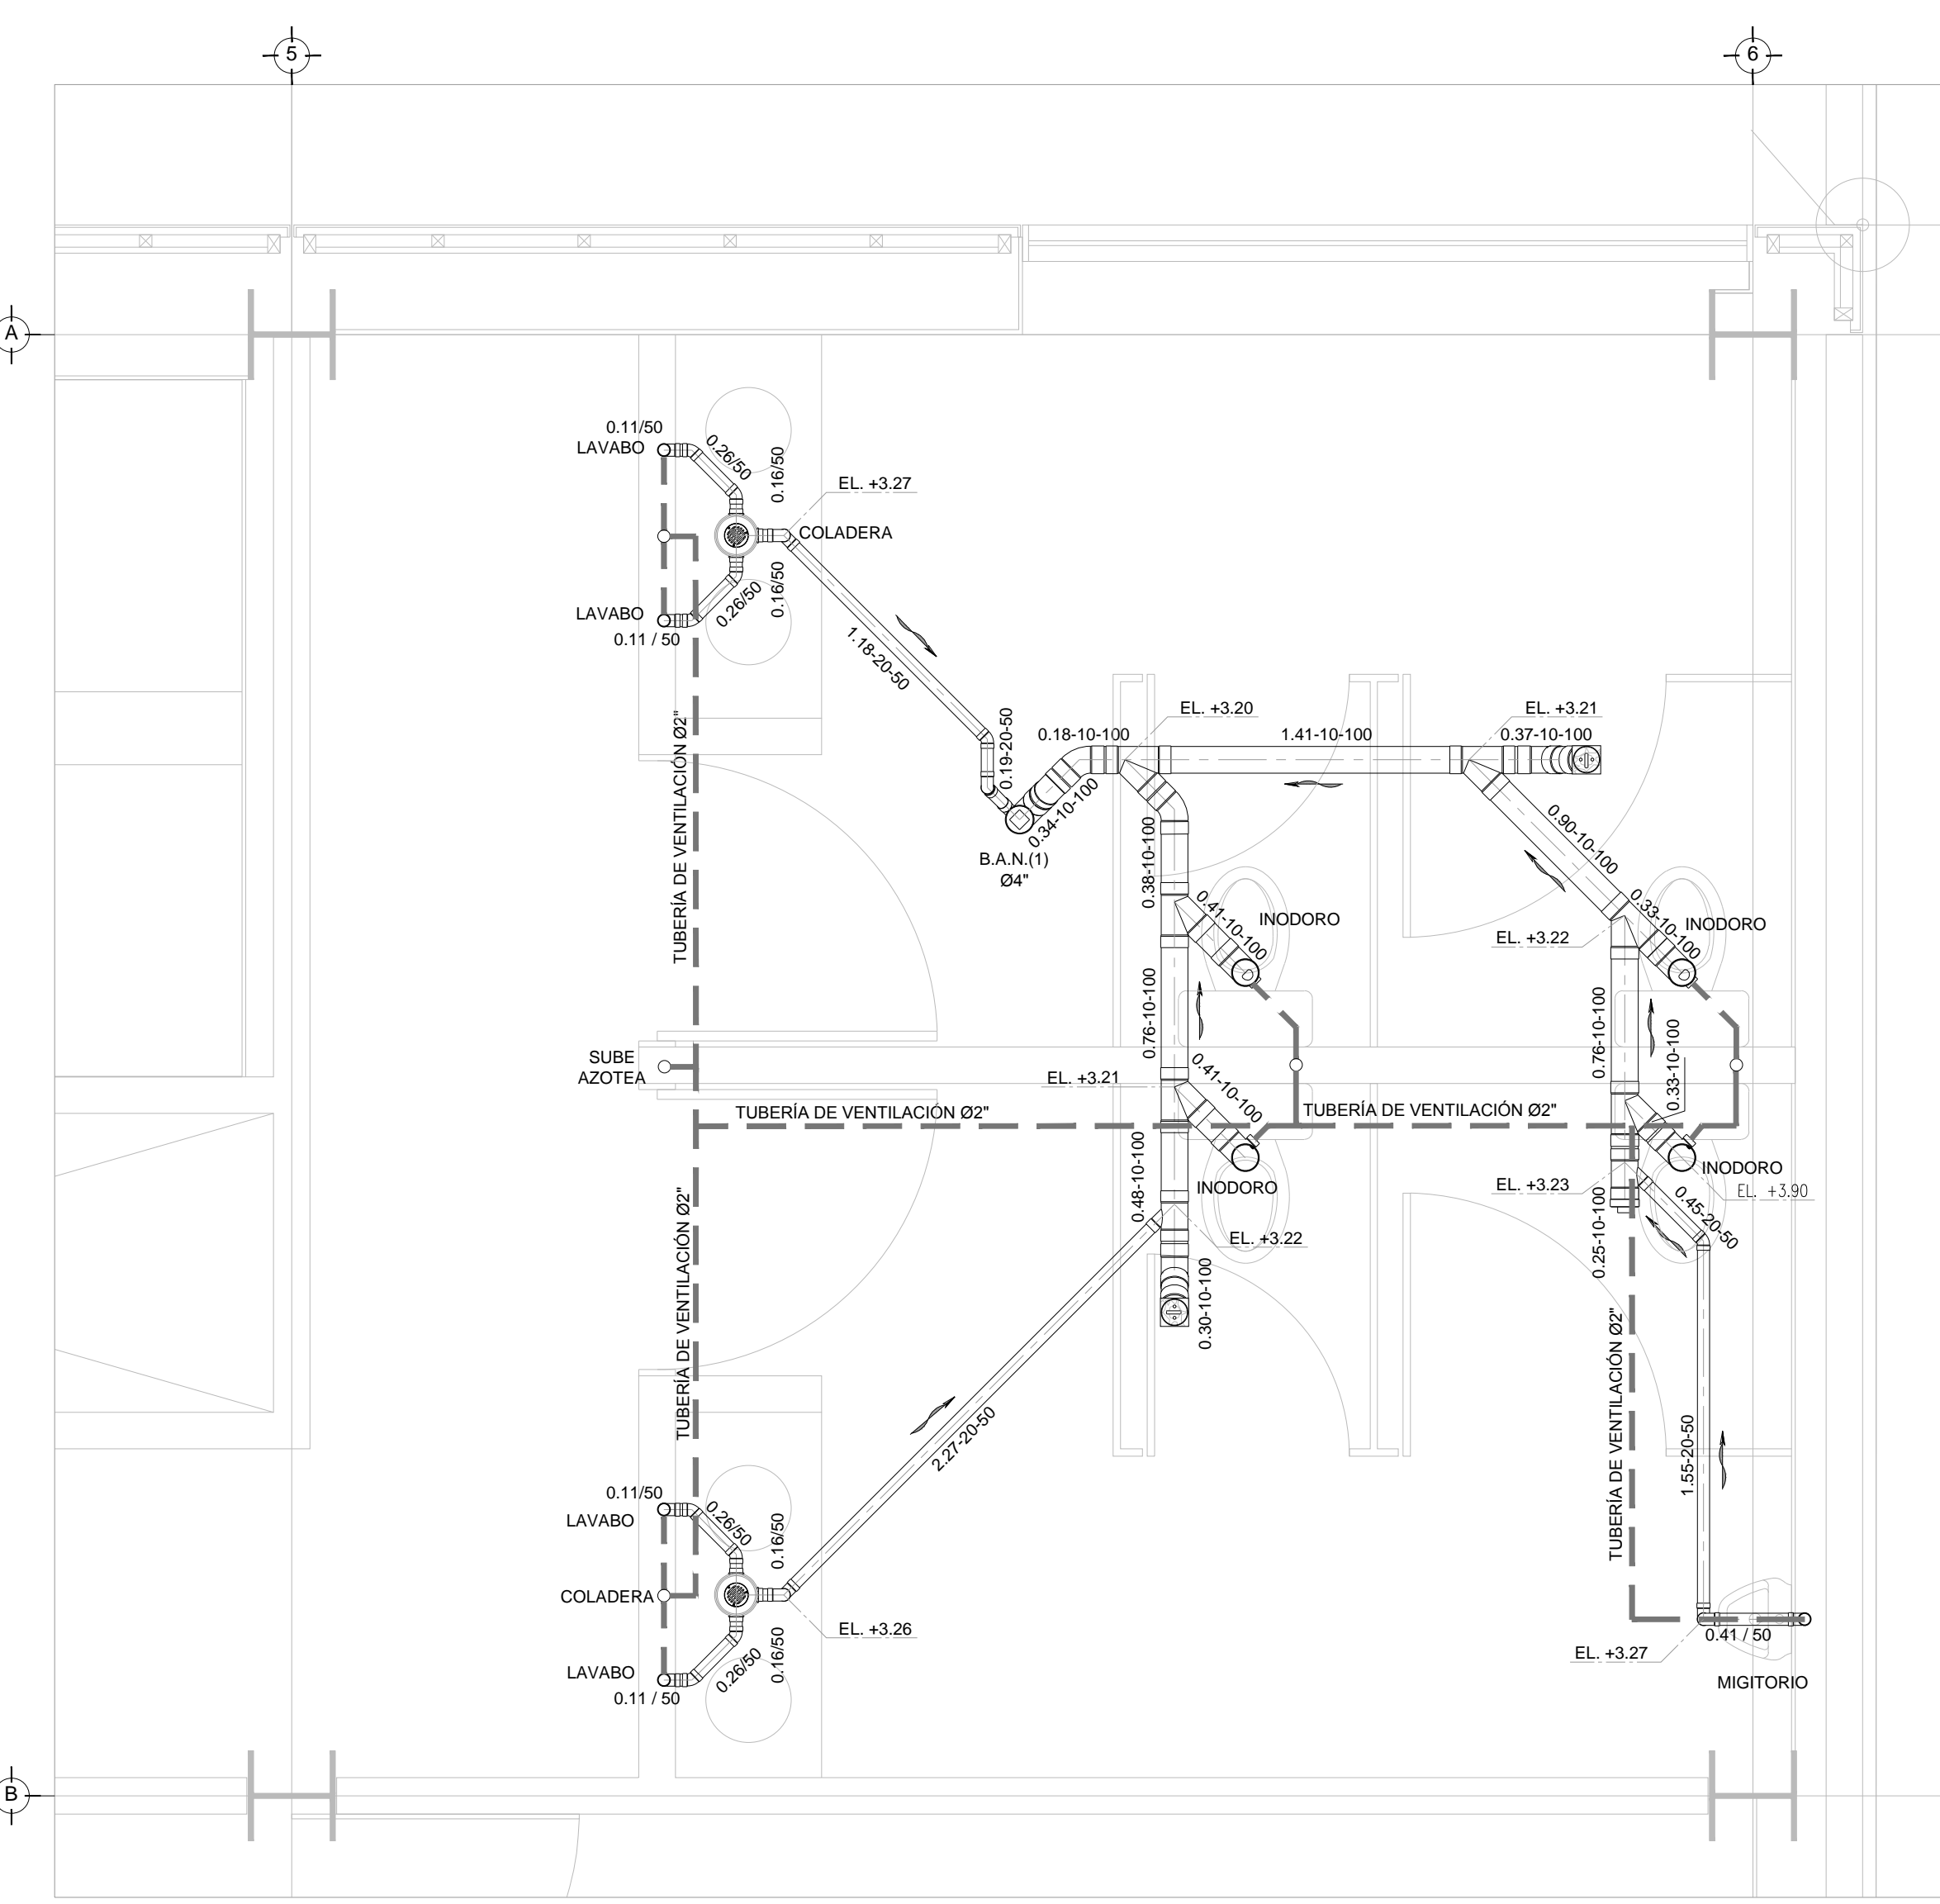 5
6
A
0.11/50
LAVABO
0.26/50
0.16/50
EL. +3.27
COLADERA
0.16/50
0.26/50
LAVABO
0.11 / 50
1.18-20-50
0.19-20-50
TUBERÍA DE VENTILACIÓN Ø2"
EL. +3.20
EL. +3.21
0.18-10-100
1.41-10-100
0.37-10-100
0.34-10-100
B.A.N.(1)
Ø4"
0.38-10-100
0.90-10-100
0.41-10-100
INODORO
0.33-10-100
INODORO
EL. +3.22
0.76-10-100
0.76-10-100
SUBE
AZOTEA
EL. +3.21
0.41-10-100
0.33-10-100
TUBERÍA DE VENTILACIÓN Ø2"
TUBERÍA DE VENTILACIÓN Ø2"
0.48-10-100
INODORO
INODORO
EL. +3.23
EL. +3.90
0.25-10-100
0.45-20-50
EL. +3.22
0.30-10-100
TUBERÍA DE VENTILACIÓN Ø2"
TUBERÍA DE VENTILACIÓN Ø2"
2.27-20-50
1.55-20-50
0.11/50
LAVABO
0.26/50
0.16/50
COLADERA
EL. +3.26
0.16/50
0.26/50
LAVABO
0.11 / 50
0.41 / 50
EL. +3.27
MIGITORIO
B